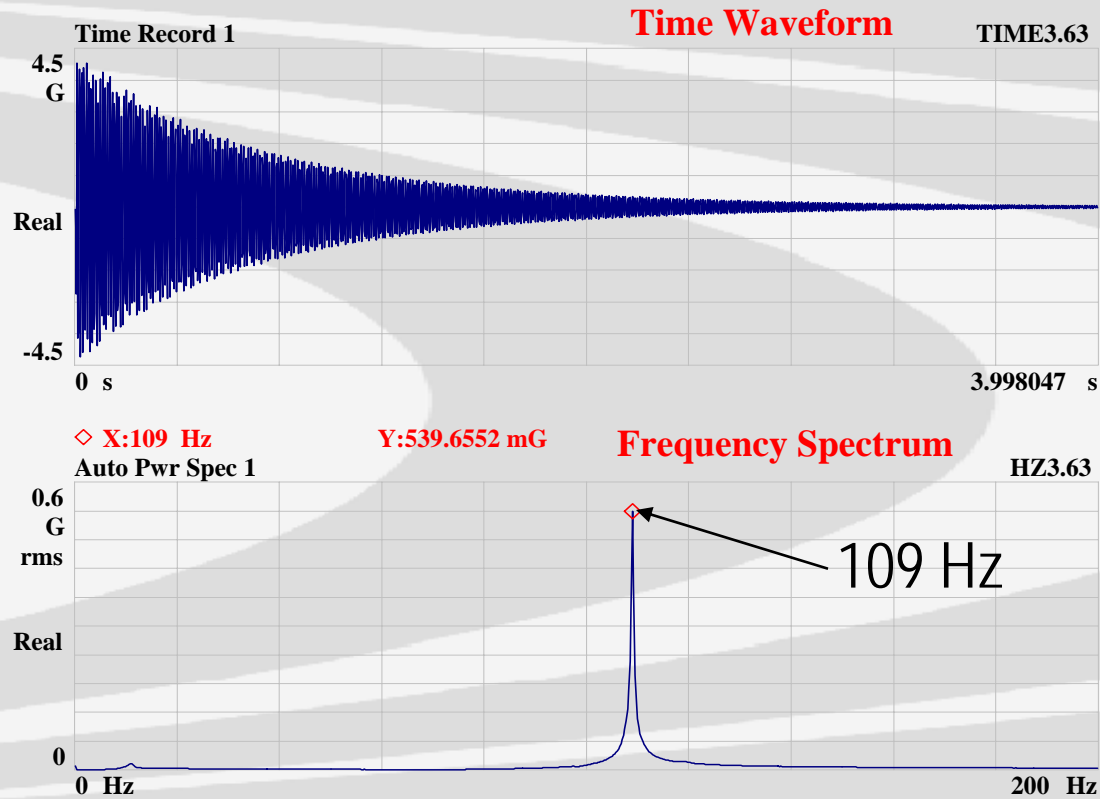 Time Waveform
Time Record 1
TIME3.63
4.5
G
Real
-4.5
0 s
3.998047 s
X:109 Hz
Y:539.6552 mG
Frequency Spectrum
Auto Pwr Spec 1
HZ3.63
0.6
G
rms
109 Hz
Real
0
0 Hz
200 Hz